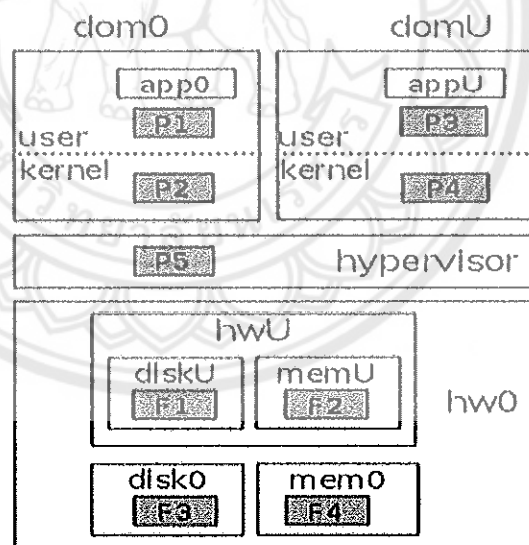 dom0 domU
app0 appU
P1 P3
user user
kernel kernel
P2 P4
P5 hypervisor
hwU
diskU memU
F1 F2
hw0
disk0 mem0
F3 F4